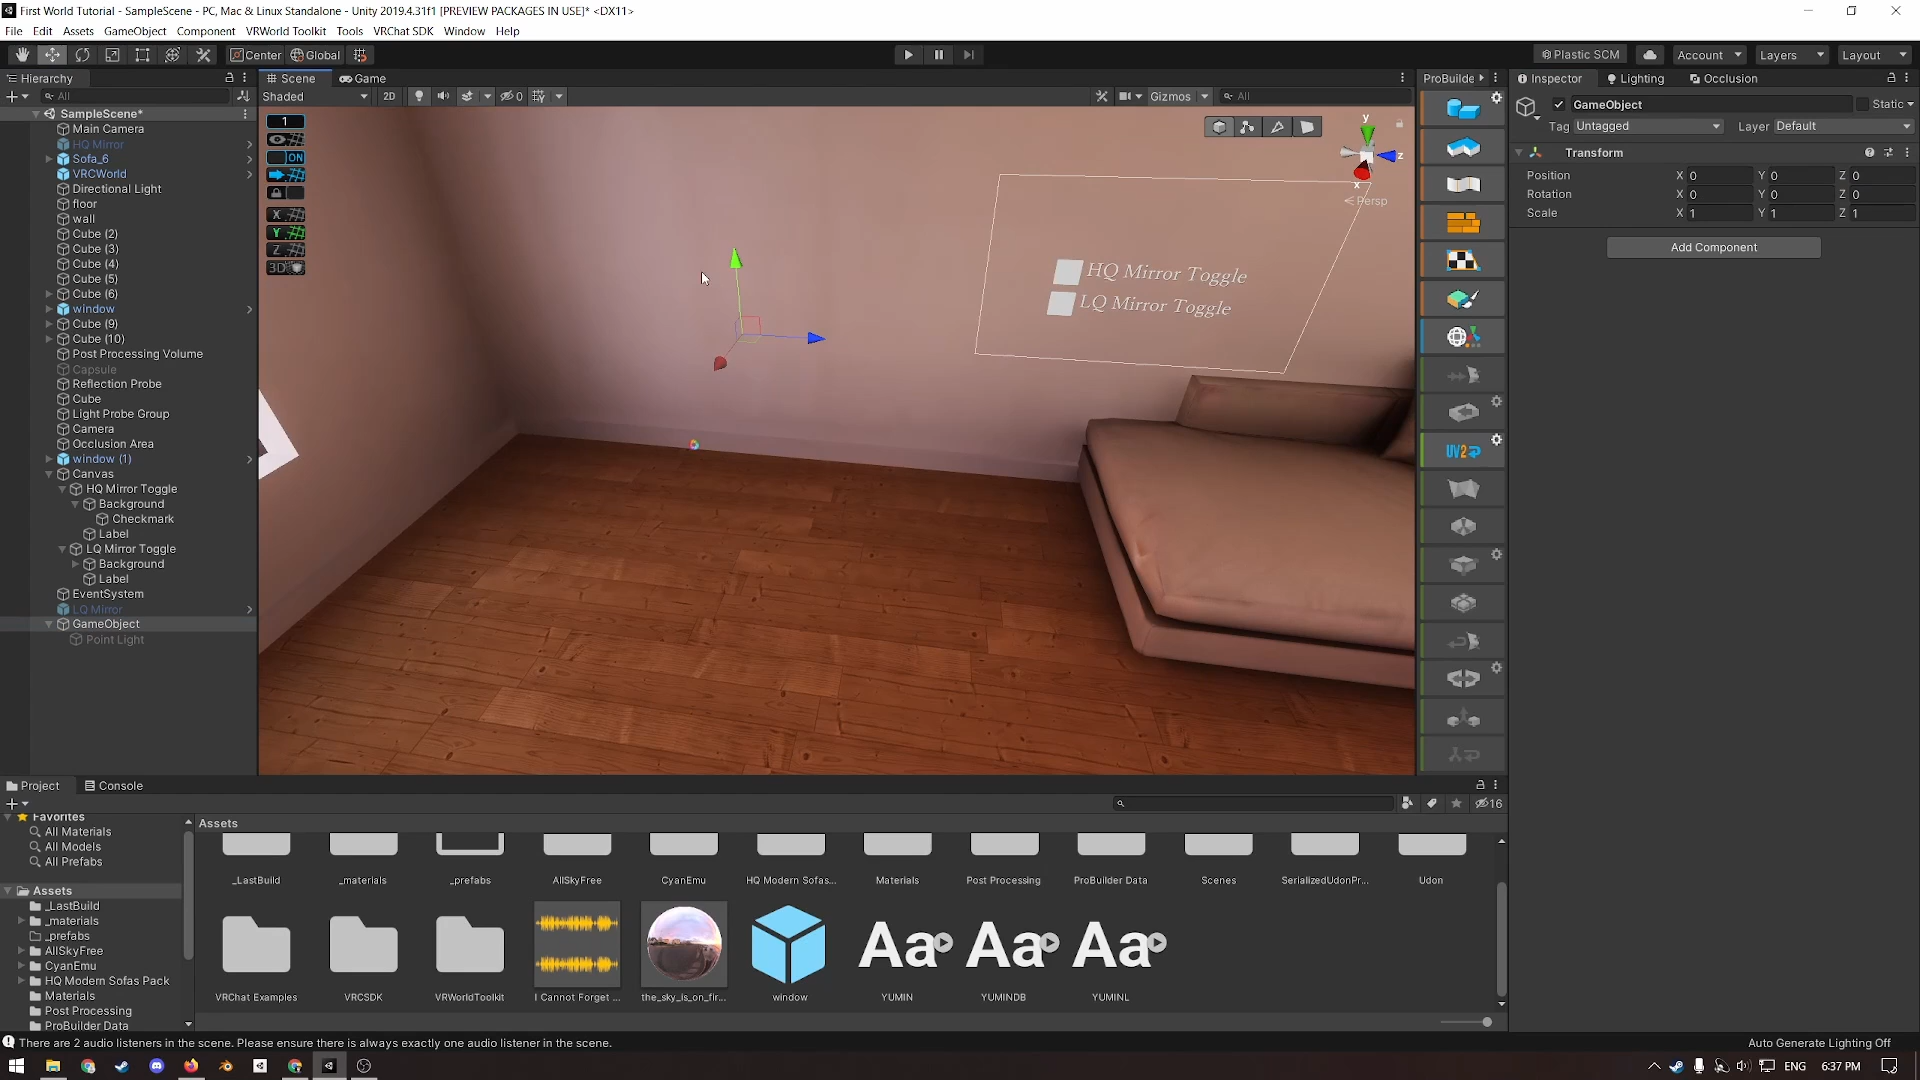 First World Tutorial - SampleScene - PC, Mac & Linux Standalone - Unity 2019.4.31f1 [PREVIEW PACKAGES IN USE]* <DX11>
File Edit Assets GameObject Component VRWorld Toolkit Tools VRChat SDK Window Help
Center Global Plastic SCM Account Layers Layout
Hierarchy Scene Game ProBuilde Inspector Lighting Occlusion
All Shaded 2D 0 Gizmos All
GameObject Static
Tag Untagged Layer Default
Transform
Position X 0 Y 0 Z 0
Rotation X 0 Y 0 Z 0
Scale X 1 Y 1 Z 1
Add Component
SampleScene*
Main Camera
HQ Mirror
Sofa_6
VRCWorld
Directional Light
floor
wall
Cube (2)
Cube (3)
Cube (4)
Cube (5)
Cube (6)
window
Cube (9)
Cube (10)
Post Processing Volume
Capsule
Reflection Probe
Cube
Light Probe Group
Camera
Occlusion Area
window (1)
Canvas
HQ Mirror Toggle
Background
Checkmark
Label
LQ Mirror Toggle
Background
Label
EventSystem
LQ Mirror
GameObject
Point Light
1
ON
X
Y
Z
3D
y
z
x
Persp
HQ Mirror Toggle
LQ Mirror Toggle
UV2
Project Console
16
Favorites
All Materials
All Models
All Prefabs
Assets
_LastBuild
_materials
_prefabs
AllSkyFree
CyanEmu
HQ Modern Sofas Pack
Materials
Post Processing
ProBuilder Data
Assets
_LastBuild _materials _prefabs AllSkyFree CyanEmu HQ Modern Sofas... Materials Post Processing ProBuilder Data Scenes SerializedUdonPr... Udon
Aa Aa Aa
VRChat Examples VRCSDK VRWorldToolkit I Cannot Forget ... the_sky_is_on_fir... window YUMIN YUMINDB YUMINL
There are 2 audio listeners in the scene. Please ensure there is always exactly one audio listener in the scene.
Auto Generate Lighting Off
ENG 6:37 PM